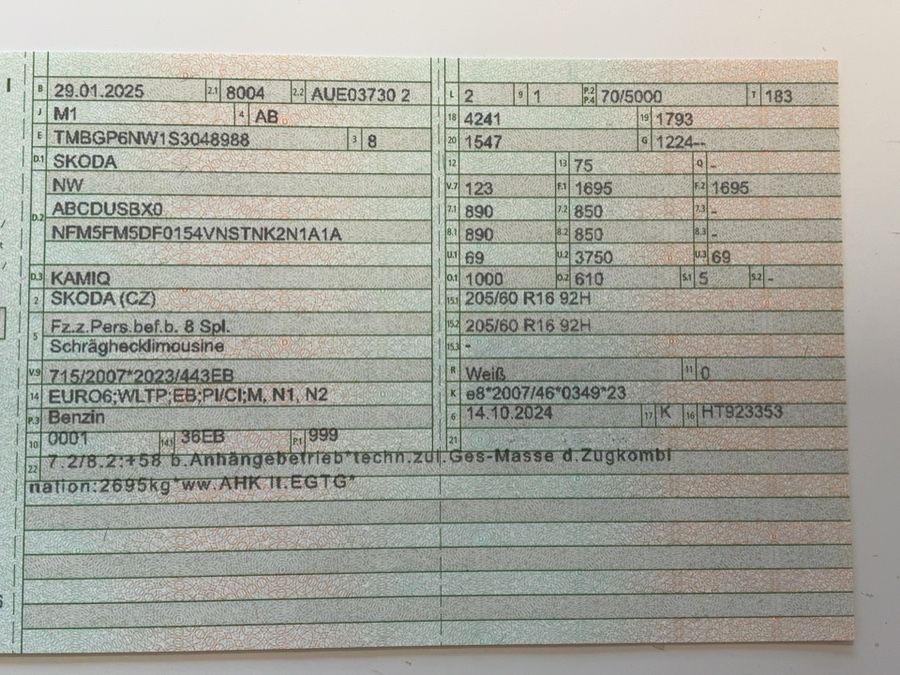 B 29.01.2025 2.1 8004 2.2 AUE03730 2
J M1 4 AB
E TMBGP6NW1S3048988 3 8
D.1 SKODA
D.2 NW
ABCDUSBX0
NFM5FM5DF0154VNSTNK2N1A1A
D.3 KAMIQ
2 SKODA (CZ)
5 Fz.z.Pers.bef.b. 8 Spl.
Schräghecklimousine
V.9 715/2007*2023/443EB
14 EURO6;WLTP;EB;PI/CI;M, N1, N2
P.3 Benzin
10 0001 14.1 36EB P.1 999
L 2 9 1 P.2 P.4 70/5000 T 183
18 4241 19 1793
20 1547 G 1224--
12 13 75 Q -
V.7 123 F.1 1695 F.2 1695
7.1 890 7.2 850 7.3 -
8.1 890 8.2 850 8.3 -
U.1 69 U.2 3750 U.3 69
O.1 1000 O.2 610 S.1 5 S.2 -
15.1 205/60 R16 92H
15.2 205/60 R16 92H
15.3 -
R Weiß 11 0
K e8*2007/46*0349*23
6 14.10.2024 17 K 16 HT923353
21
22 7.2/8.2:+58 b.Anhängebetrieb*techn.zul.Ges-Masse d.Zugkombi
nation:2695kg*ww.AHK lt.EGTG*